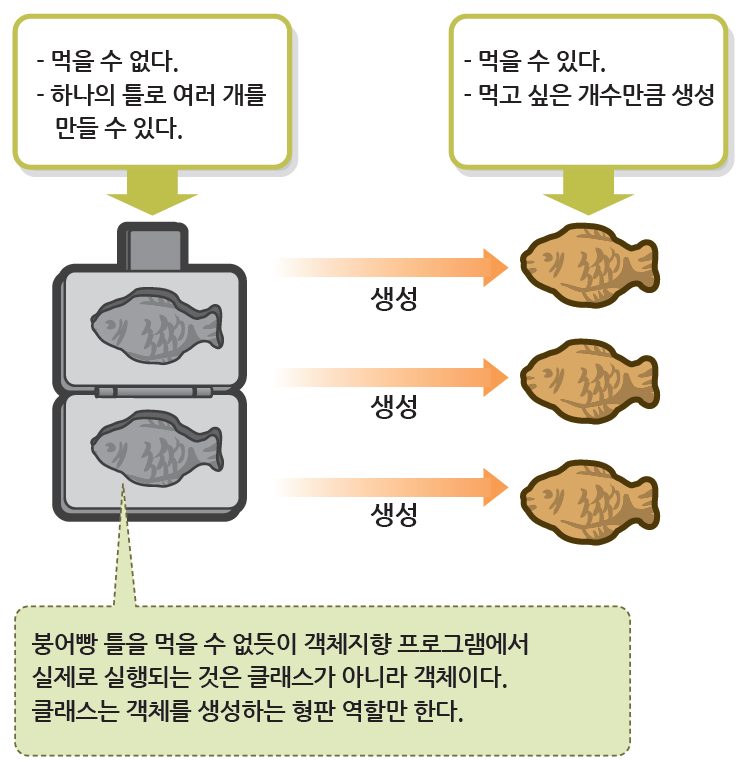 - 먹을 수 없다.
- 하나의 틀로 여러 개를
만들 수 있다.
- 먹을 수 있다.
- 먹고 싶은 개수만큼 생성
생성
생성
생성
붕어빵 틀을 먹을 수 없듯이 객체지향 프로그램에서
실제로 실행되는 것은 클래스가 아니라 객체이다.
클래스는 객체를 생성하는 형판 역할만 한다.